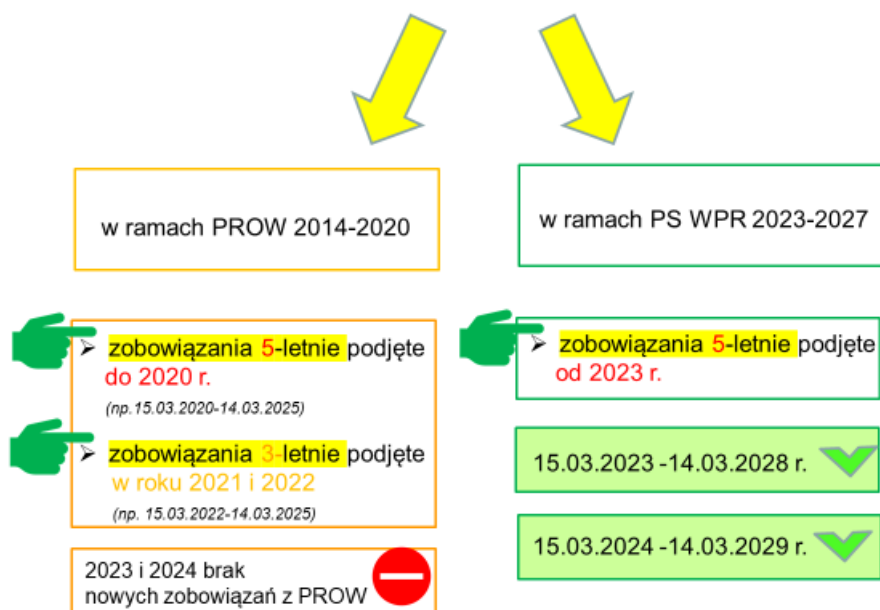 w ramach PROW 2014-2020
➢ zobowiązania 5-letnie podjęte
do 2020 r.
(np.15.03.2020-14.03.2025)
➢ zobowiązania 3-letnie podjęte
w roku 2021 i 2022
(np. 15.03.2022-14.03.2025)
2023 i 2024 brak
nowych zobowiązań z PROW
w ramach PS WPR 2023-2027
➢ zobowiązania 5-letnie podjęte
od 2023 r.
15.03.2023 -14.03.2028 r.
15.03.2024 -14.03.2029 r.